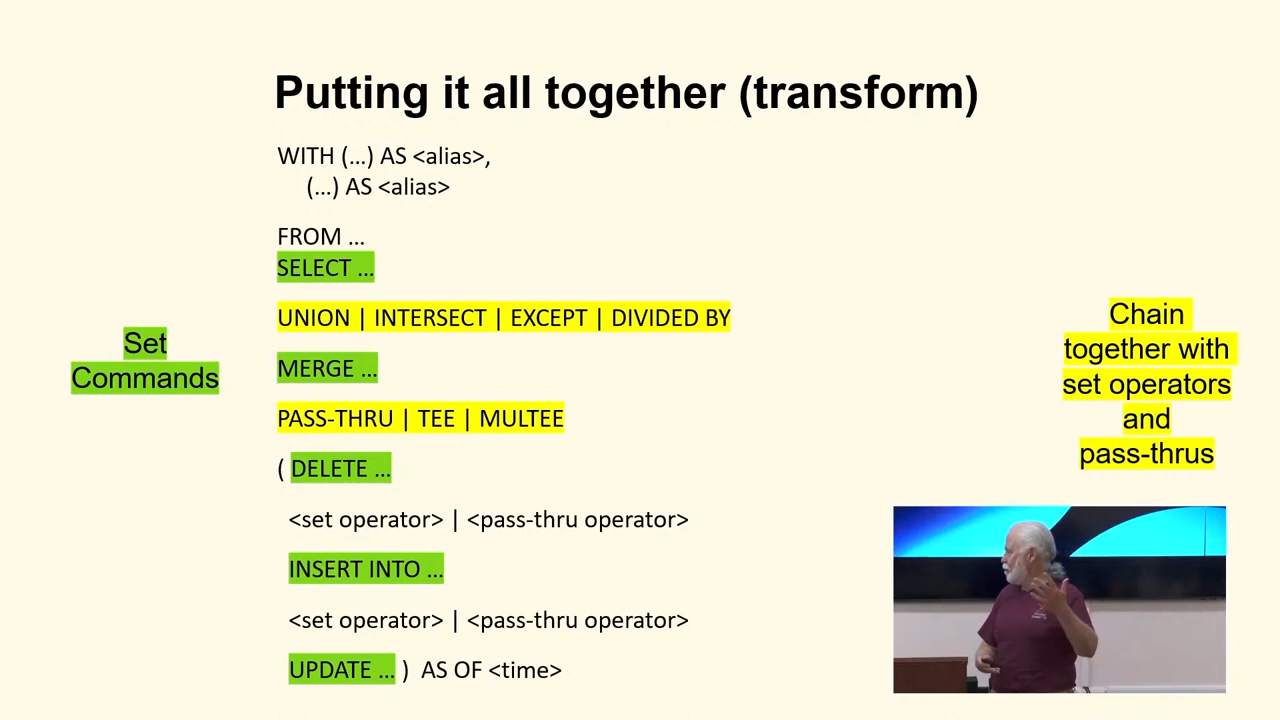 Putting it all together (transform)
WITH (...) AS <alias>,
(...) AS <alias>
FROM ...
SELECT ...
UNION | INTERSECT | EXCEPT | DIVIDED BY
MERGE ...
PASS-THRU | TEE | MULTEE
( DELETE ...
<set operator> | <pass-thru operator>
INSERT INTO ...
<set operator> | <pass-thru operator>
UPDATE ... ) AS OF <time>
Set
Commands
Chain
together with
set operators
and
pass-thrus